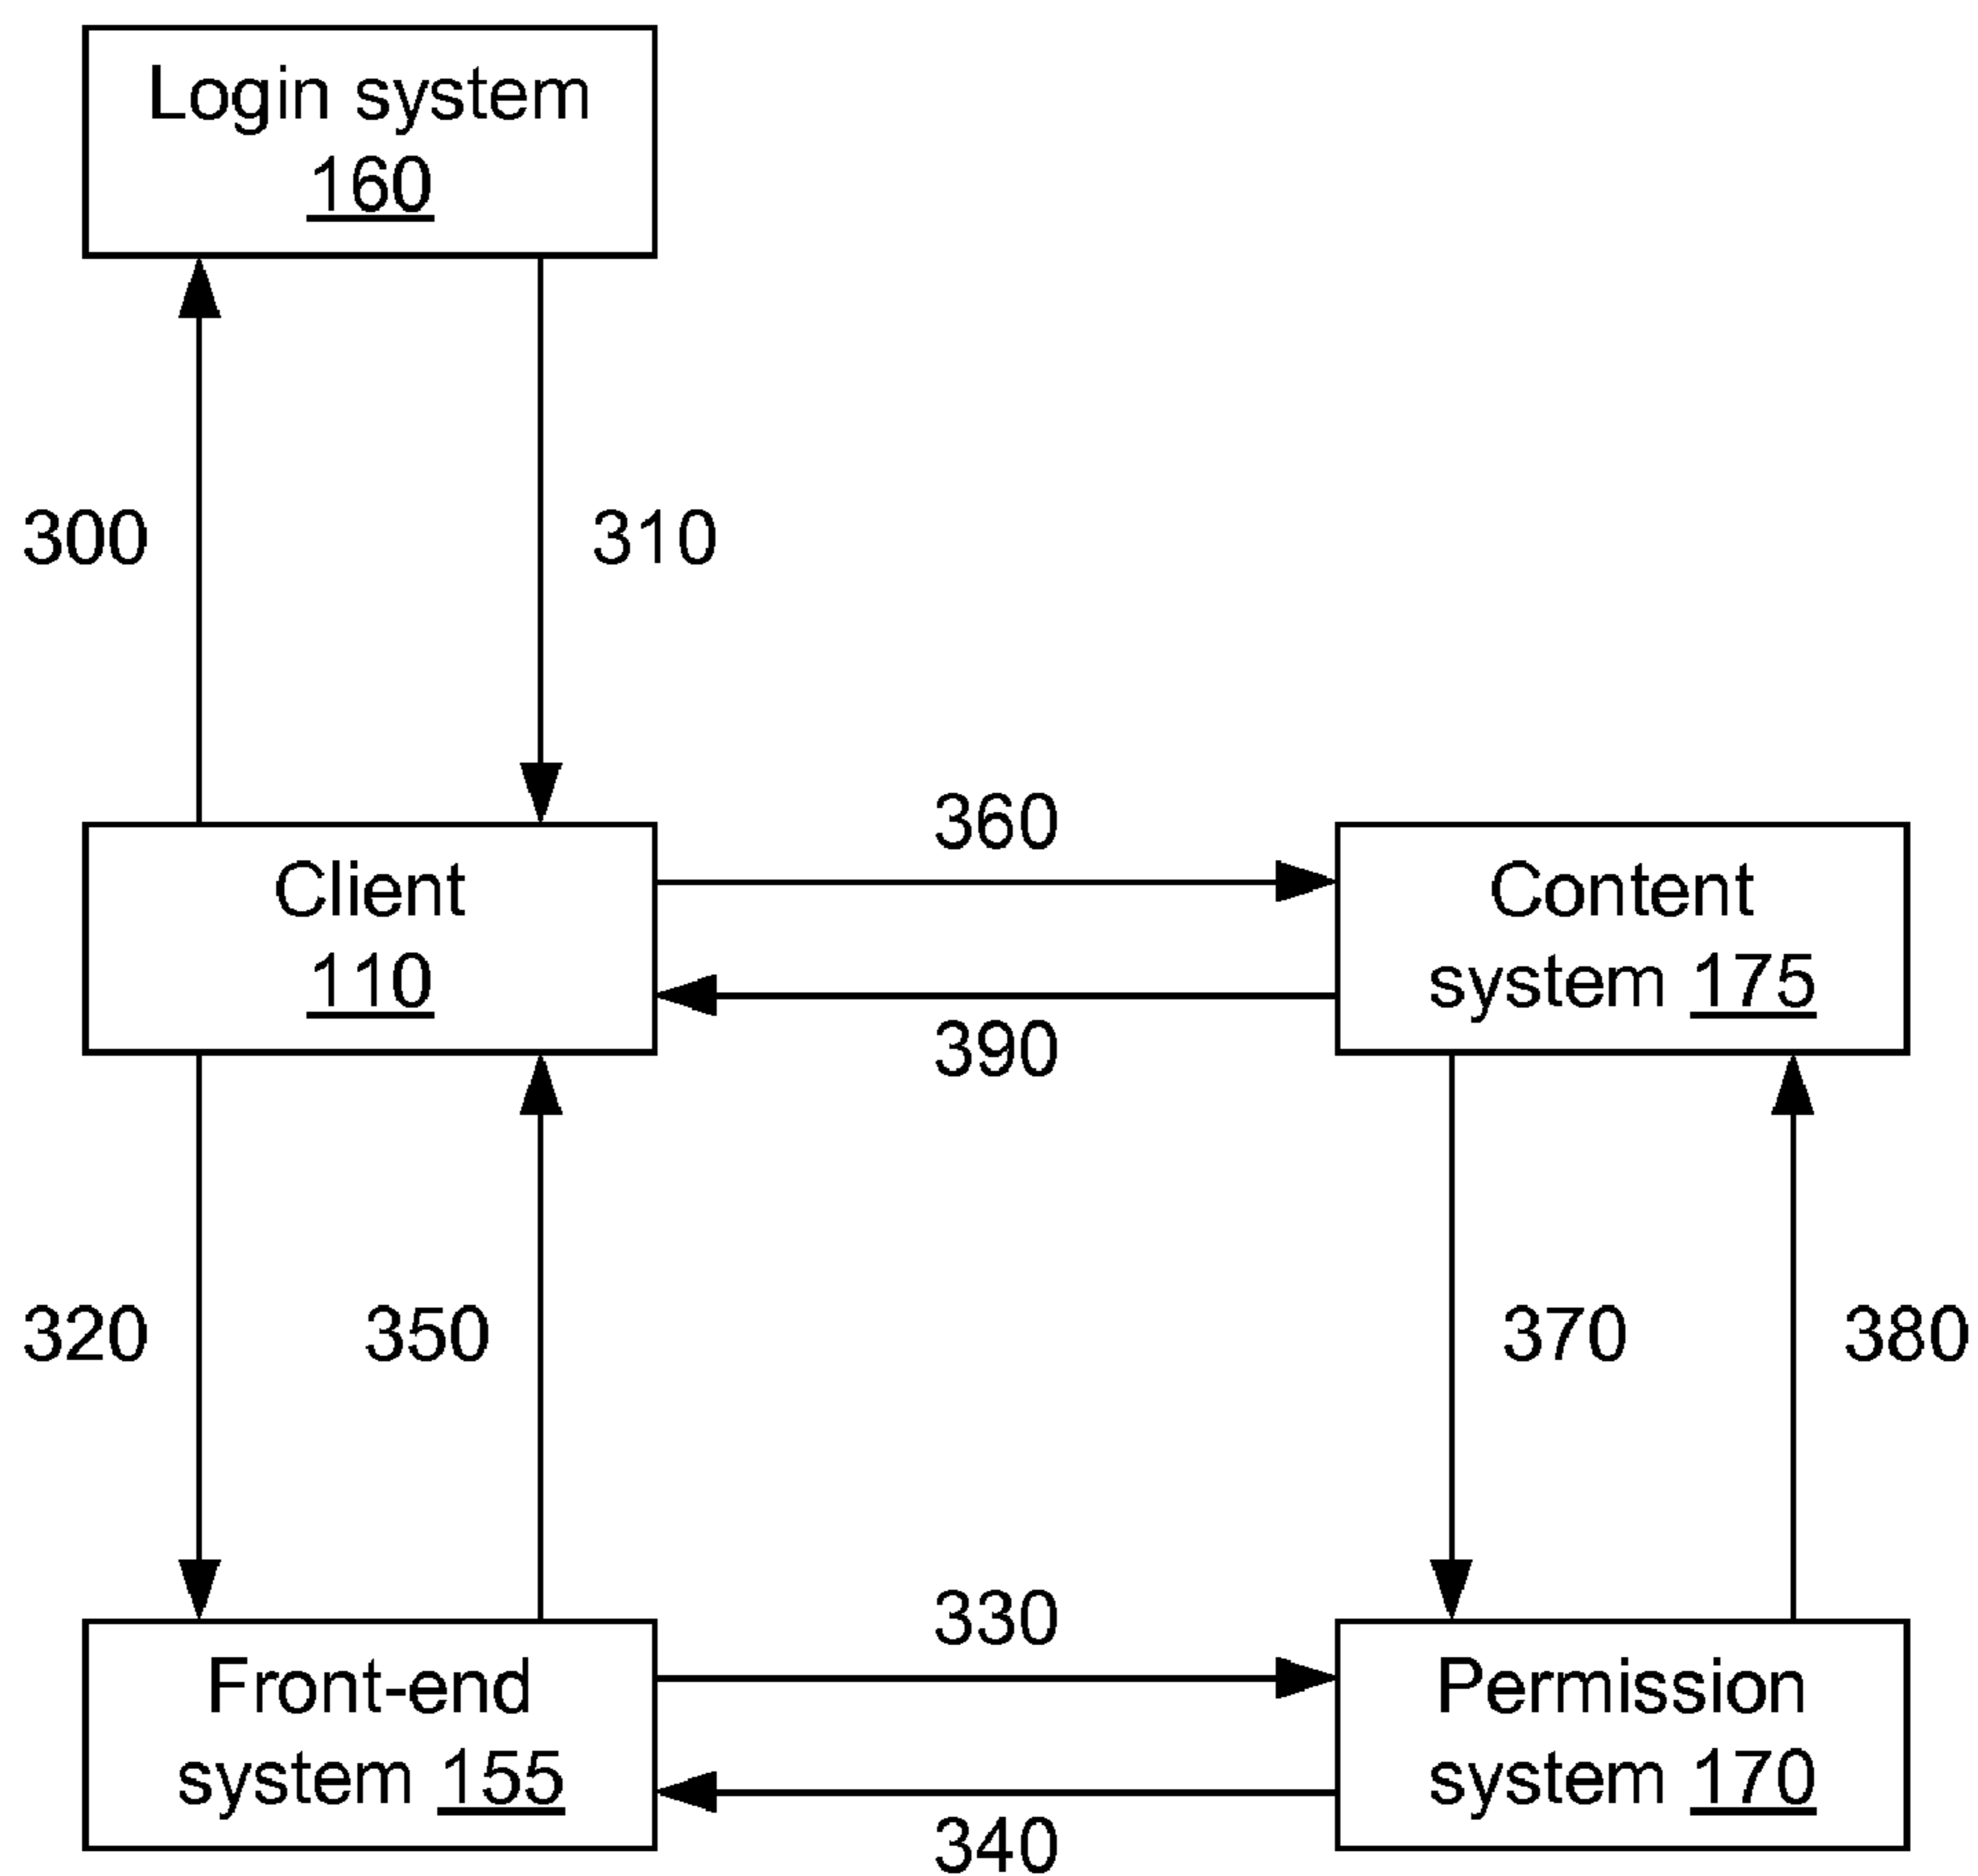 Login system
160
300
310
Client
110
360
390
Content
system 175
320
350
370
380
Front-end
system 155
330
340
Permission
system 170